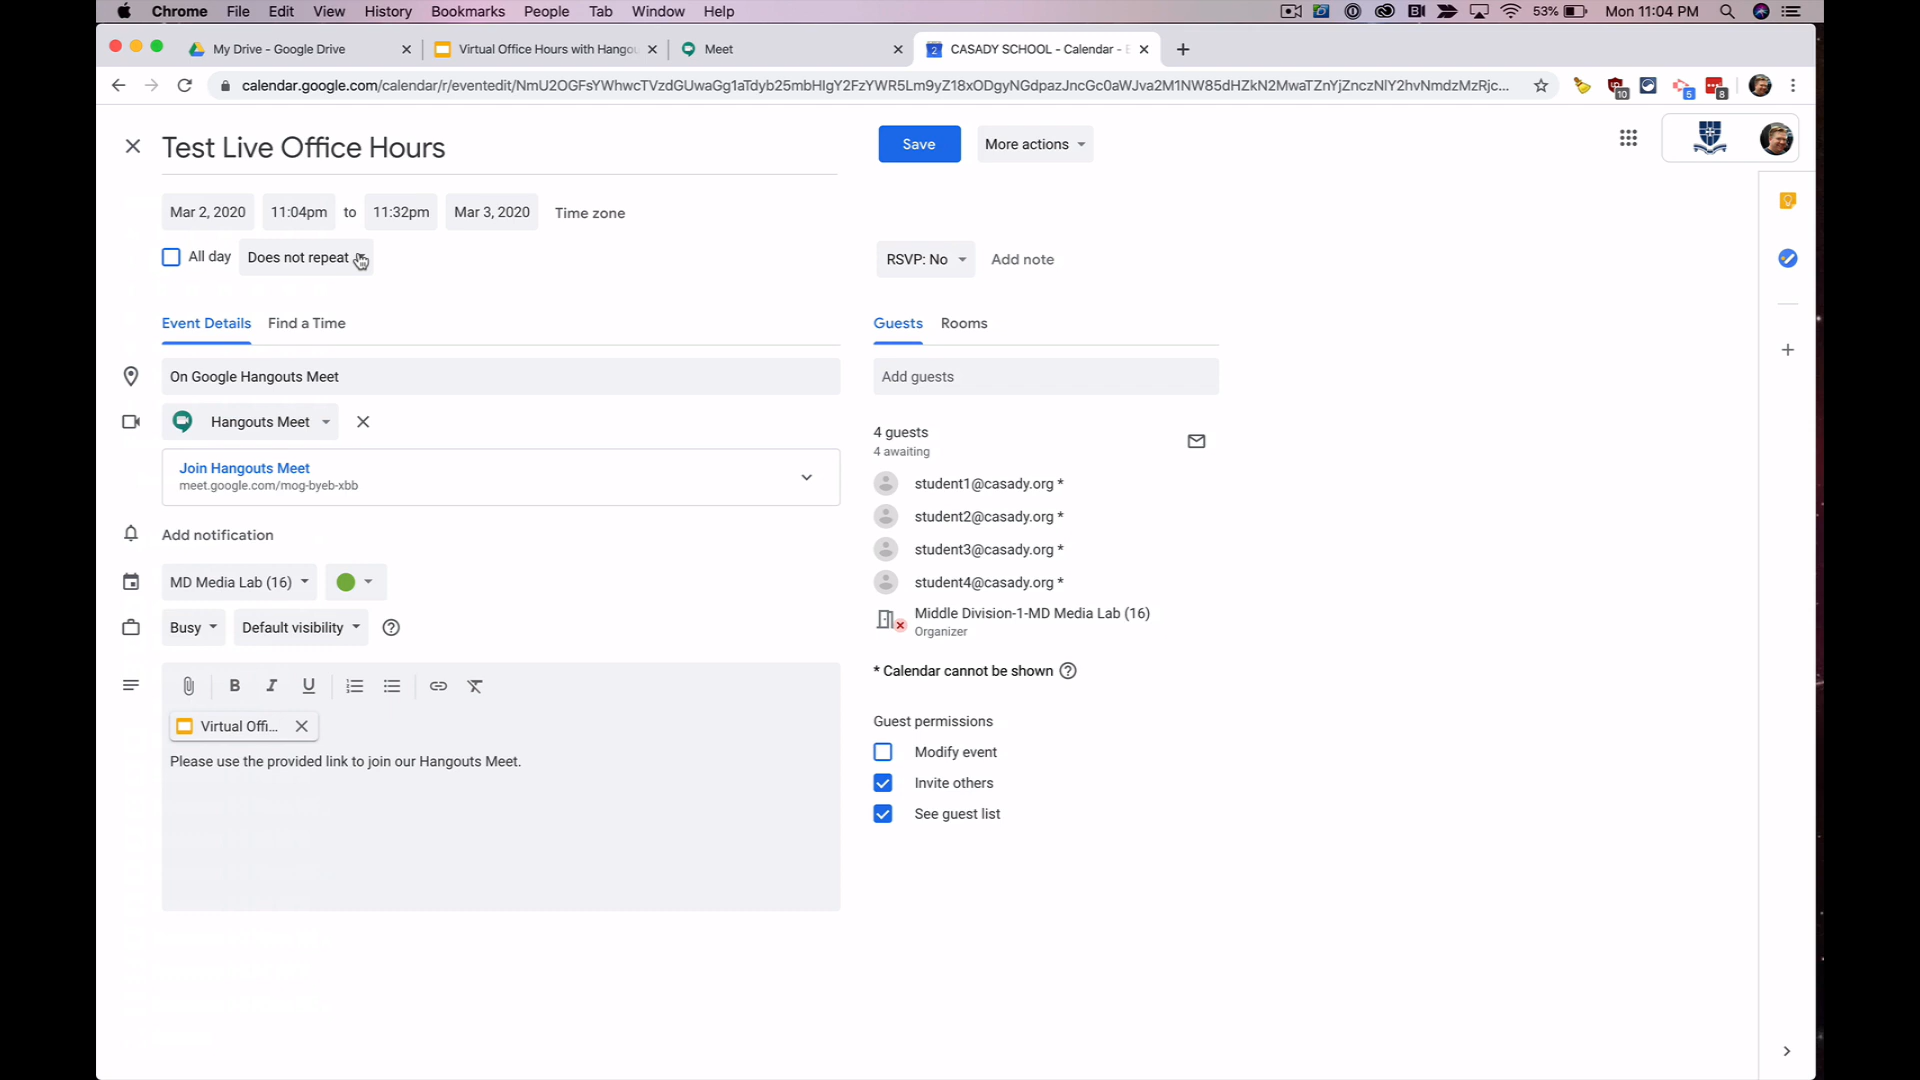 Chrome File Edit View History Bookmarks People Tab Window Help 53% Mon 11:04 PM
My Drive - Google Drive Virtual Office Hours with Hango Meet CASADY SCHOOL - Calendar -
calendar.google.com/calendar/r/eventedit/
10 5 8
Test Live Office Hours Save More actions
Mar 2, 2020 11:04pm to 11:32pm Mar 3, 2020 Time zone
All day Does not repeat RSVP: No Add note
Event Details Find a Time Guests Rooms
On Google Hangouts Meet Add guests
Hangouts Meet
4 guests
4 awaiting
Join Hangouts Meet
meet.google.com/mog-byeb-xbb
student1@casady.org *
student2@casady.org *
Add notification
student3@casady.org *
MD Media Lab (16) student4@casady.org *
Middle Division-1-MD Media Lab (16)
Organizer
Busy Default visibility
* Calendar cannot be shown
B I U
Guest permissions
Virtual Offi...
Modify event
Please use the provided link to join our Hangouts Meet.
Invite others
See guest list